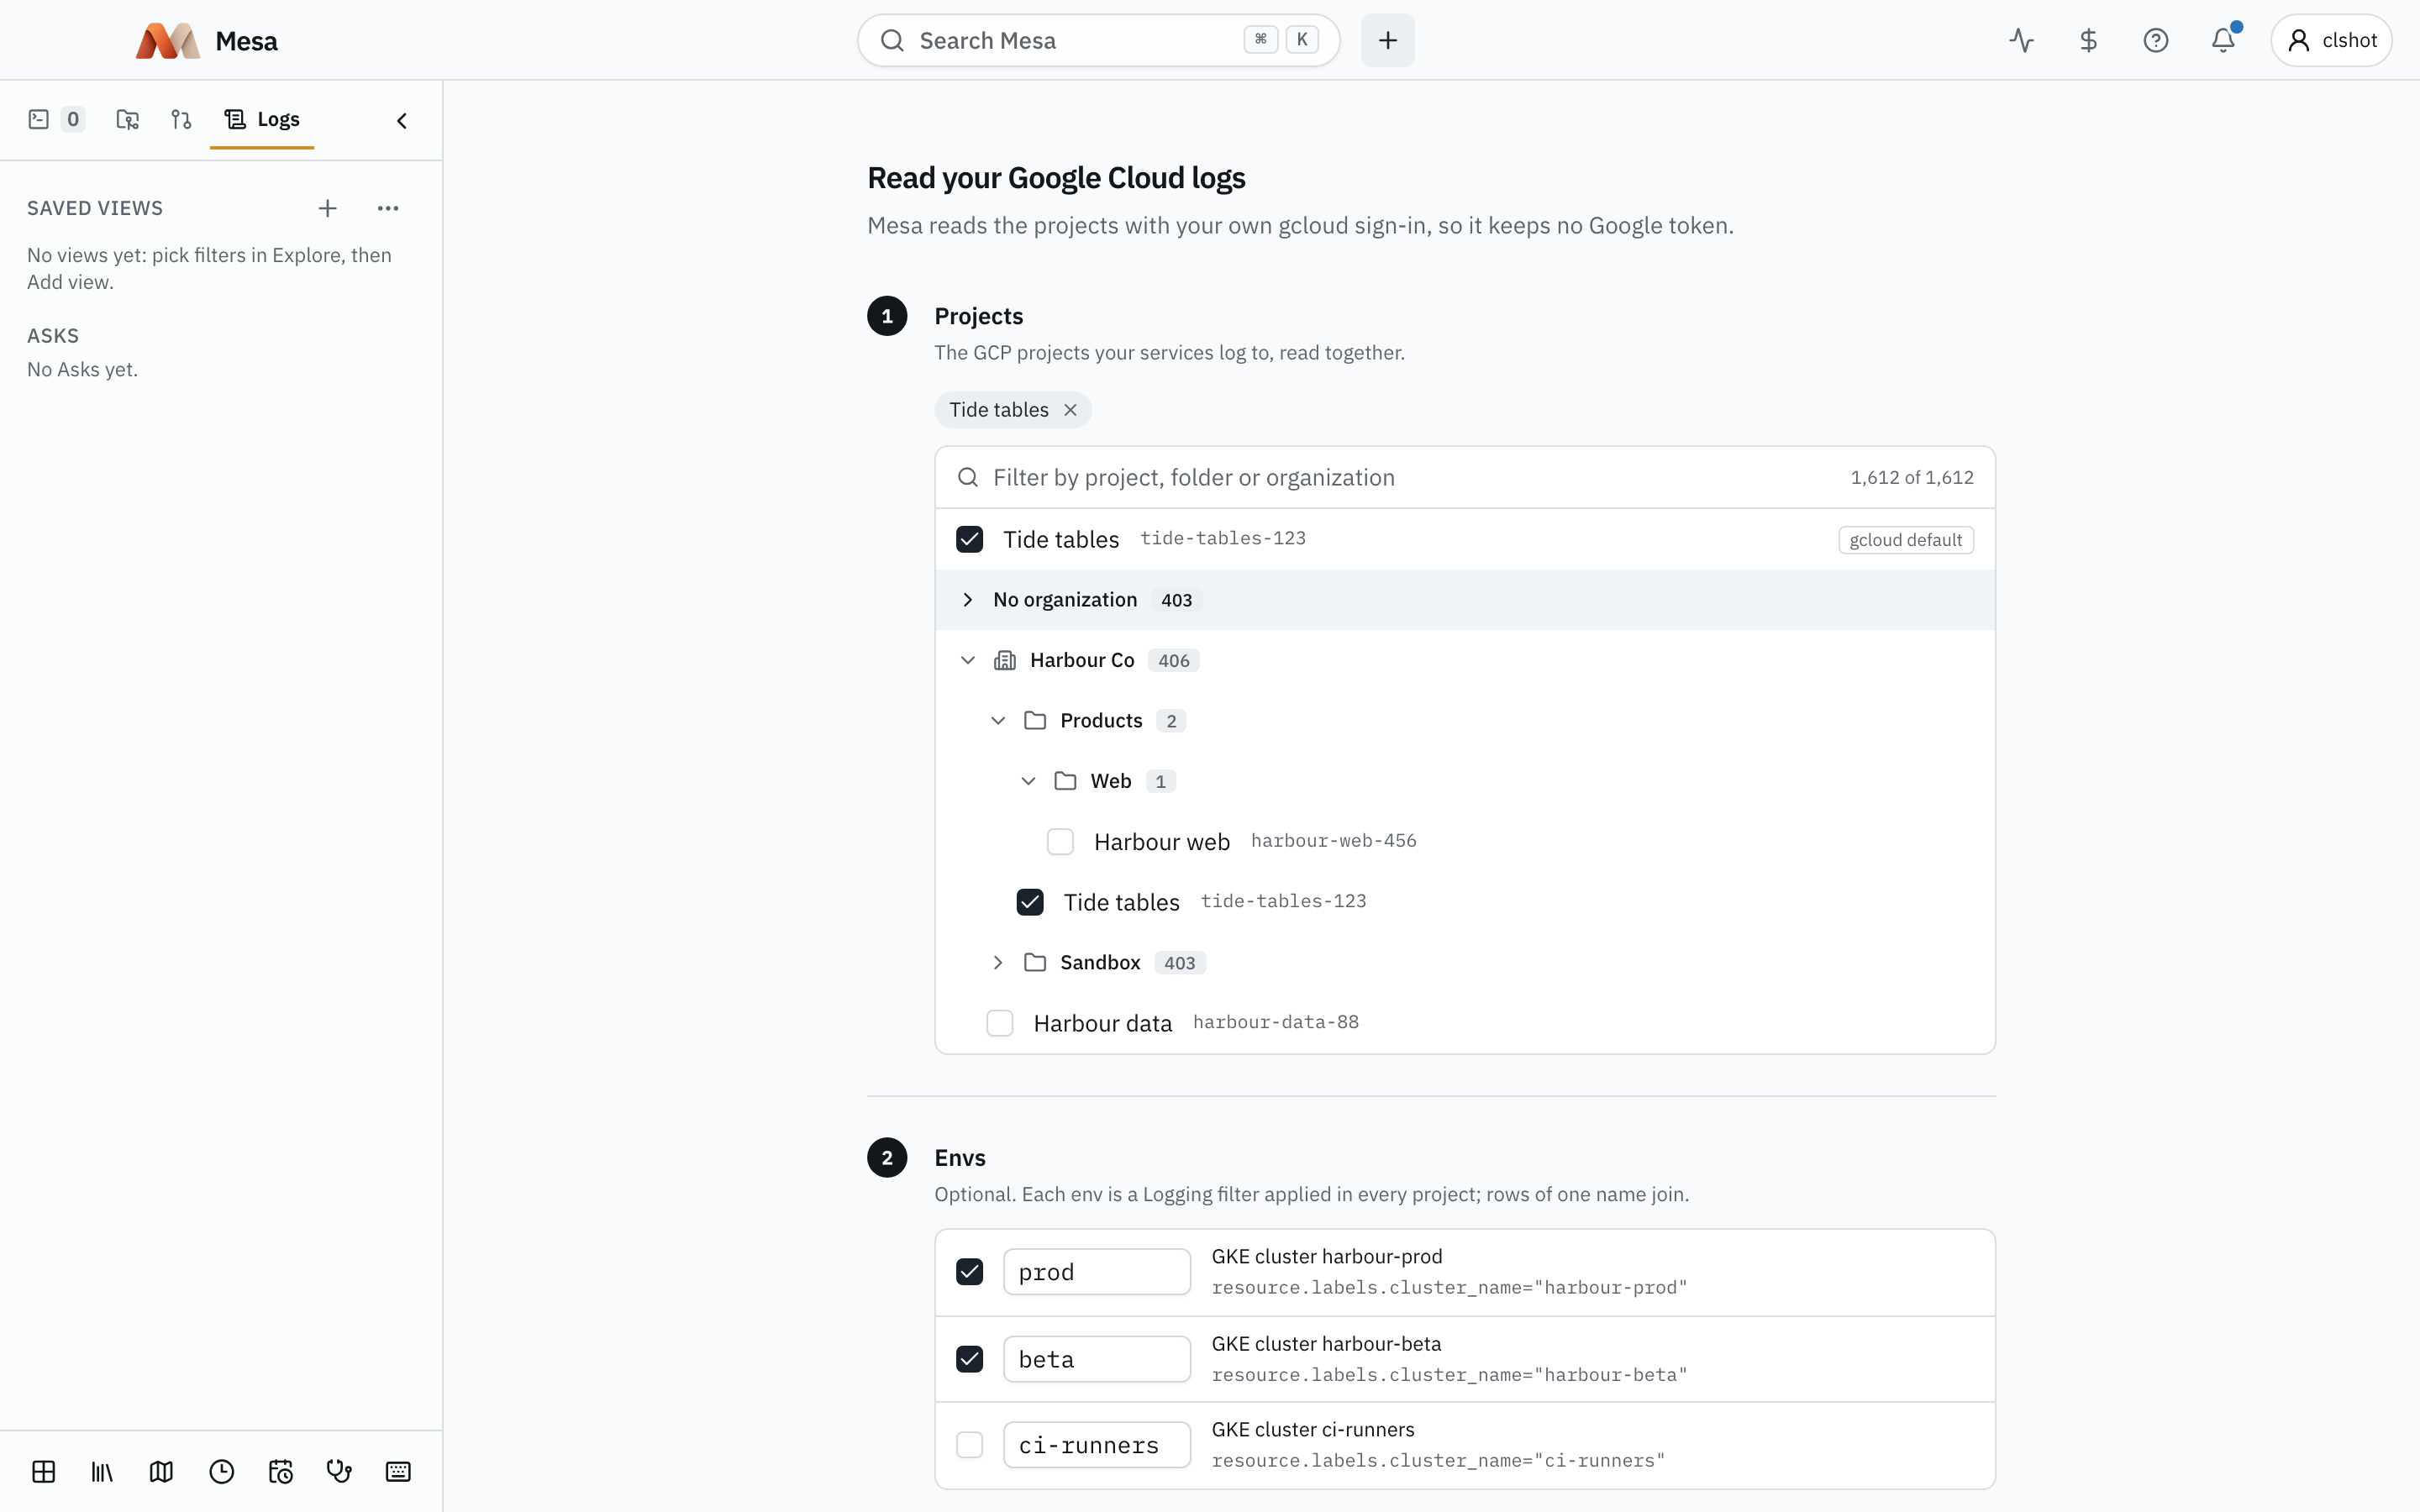 Mesa
Search Mesa
⌘ K
clshot
0
Logs
SAVED VIEWS
No views yet: pick filters in Explore, then
Add view.
ASKS
No Asks yet.
Read your Google Cloud logs
Mesa reads the projects with your own gcloud sign-in, so it keeps no Google token.
1 Projects
The GCP projects your services log to, read together.
Tide tables
Filter by project, folder or organization 1,612 of 1,612
Tide tables tide-tables-123 gcloud default
No organization 403
Harbour Co 406
Products 2
Web 1
Harbour web harbour-web-456
Tide tables tide-tables-123
Sandbox 403
Harbour data harbour-data-88
2 Envs
Optional. Each env is a Logging filter applied in every project; rows of one name join.
prod
GKE cluster harbour-prod
resource.labels.cluster_name="harbour-prod"
beta
GKE cluster harbour-beta
resource.labels.cluster_name="harbour-beta"
ci-runners
GKE cluster ci-runners
resource.labels.cluster_name="ci-runners"